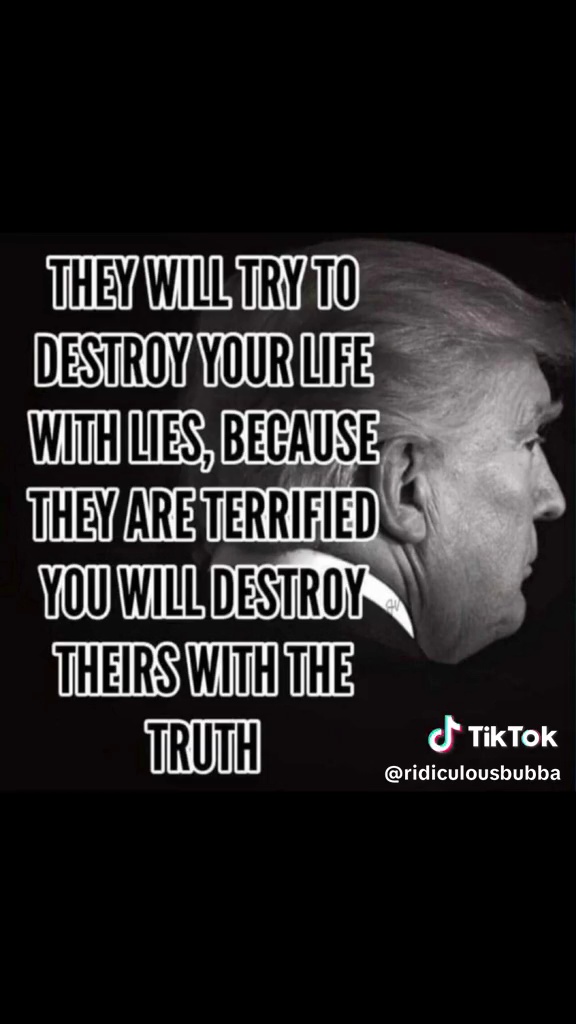 THEY WILL TRY TO
DESTROY YOUR LIFE
WITH LIES, BECAUSE
THEY ARE TERRIFIED
YOU WILL DESTROY
THEIRS WITH THE
TRUTH
TikTok
@ridiculousbubba